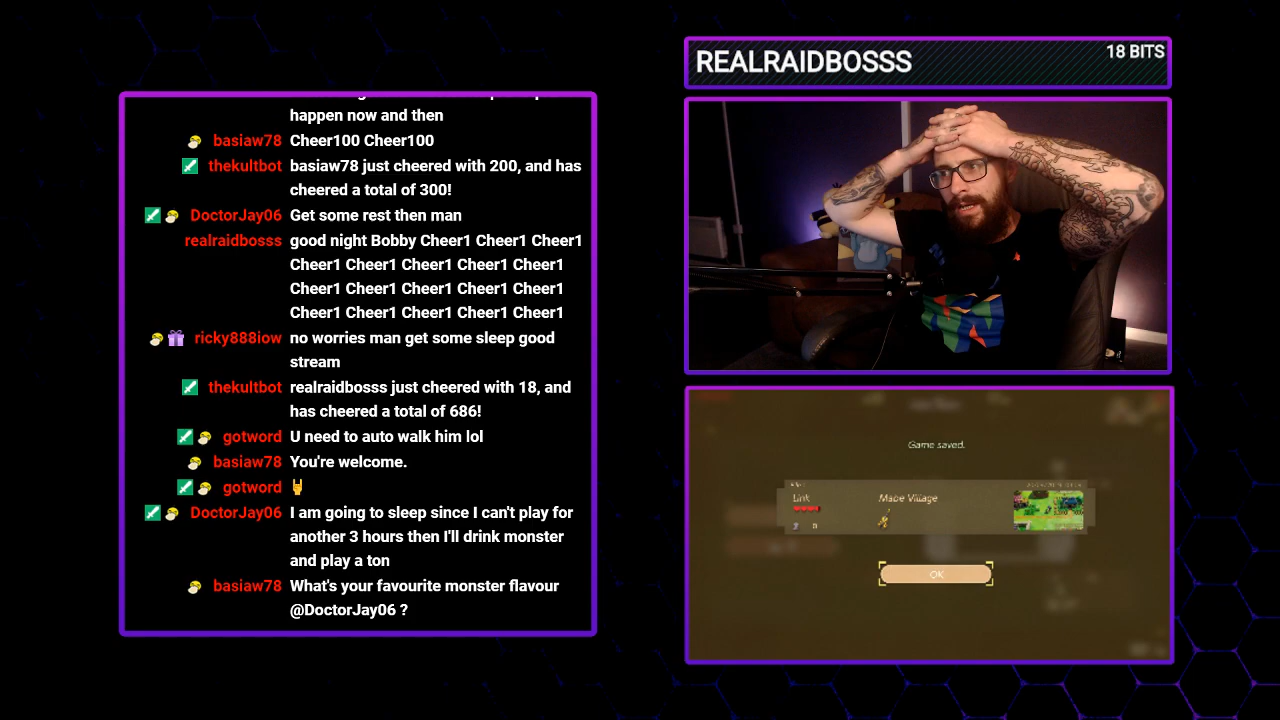 happen now and then
basiaw78 Cheer100 Cheer100
thekultbot basiaw78 just cheered with 200, and has
cheered a total of 300!
DoctorJay06 Get some rest then man
realraidbosss good night Bobby Cheer1 Cheer1 Cheer1
Cheer1 Cheer1 Cheer1 Cheer1 Cheer1
Cheer1 Cheer1 Cheer1 Cheer1 Cheer1
Cheer1 Cheer1 Cheer1 Cheer1 Cheer1
ricky888iow no worries man get some sleep good
stream
thekultbot realraidbosss just cheered with 18, and
has cheered a total of 686!
gotword U need to auto walk him lol
basiaw78 You're welcome.
gotword 🤘
DoctorJay06 I am going to sleep since I can't play for
another 3 hours then I'll drink monster
and play a ton
basiaw78 What's your favourite monster flavour
@DoctorJay06 ?
REALRAIDBOSSS 18 BITS
Game saved.
Link Mabe Village
OK